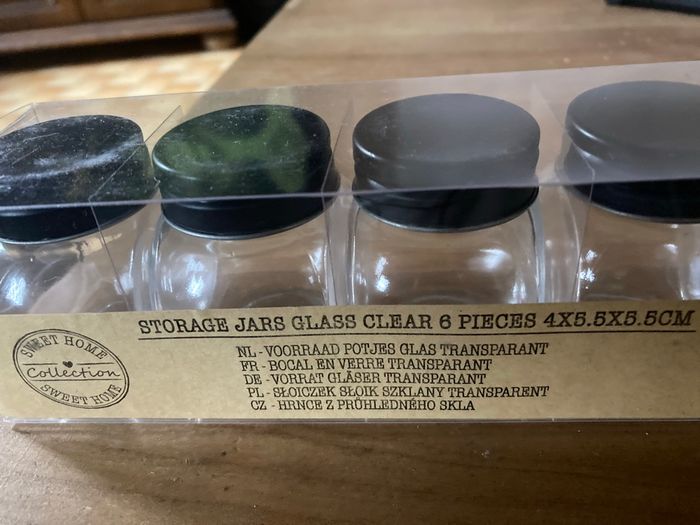 STORAGE JARS GLASS CLEAR 6 PIECES 4X5.5X5.5CM
SWEET HOME
Collection
SWEET HOME
NL - VOORRAAD POTJES GLAS TRANSPARANT
FR - BOCAL EN VERRE TRANSPARANT
DE - VORRAT GLÄSER TRANSPARANT
PL - SŁOICZEK SŁOIK SZKLANY TRANSPARENT
CZ - HRNCE Z PRŮHLEDNÉHO SKLA